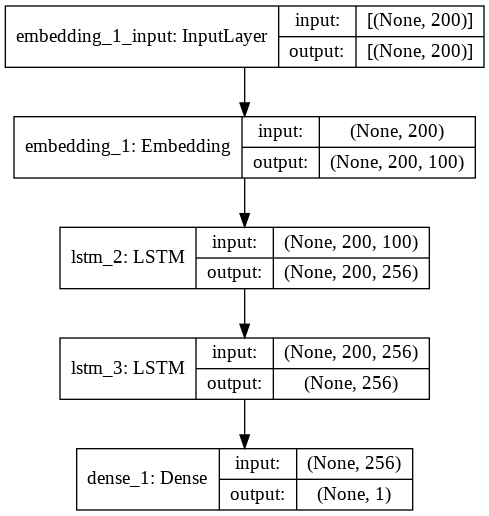 embedding_1_input: InputLayer
input: [(None, 200)]
output: [(None, 200)]
embedding_1: Embedding
input: (None, 200)
output: (None, 200, 100)
lstm_2: LSTM
input: (None, 200, 100)
output: (None, 200, 256)
lstm_3: LSTM
input: (None, 200, 256)
output: (None, 256)
dense_1: Dense
input: (None, 256)
output: (None, 1)